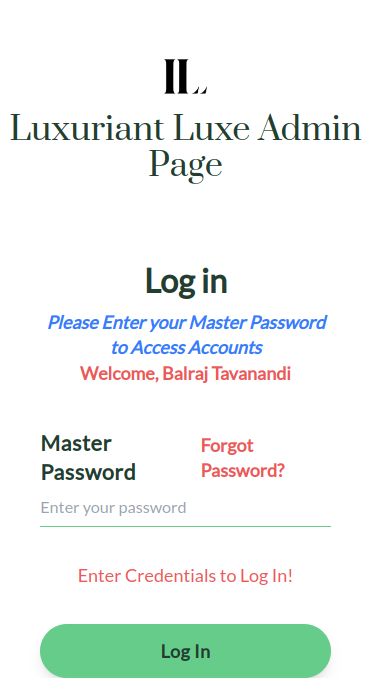 Luxuriant Luxe Admin
Page
Log in
Please Enter your Master Password
to Access Accounts
Welcome, Balraj Tavanandi
Master
Password
Forgot
Password?
Enter your password
Enter Credentials to Log In!
Log In